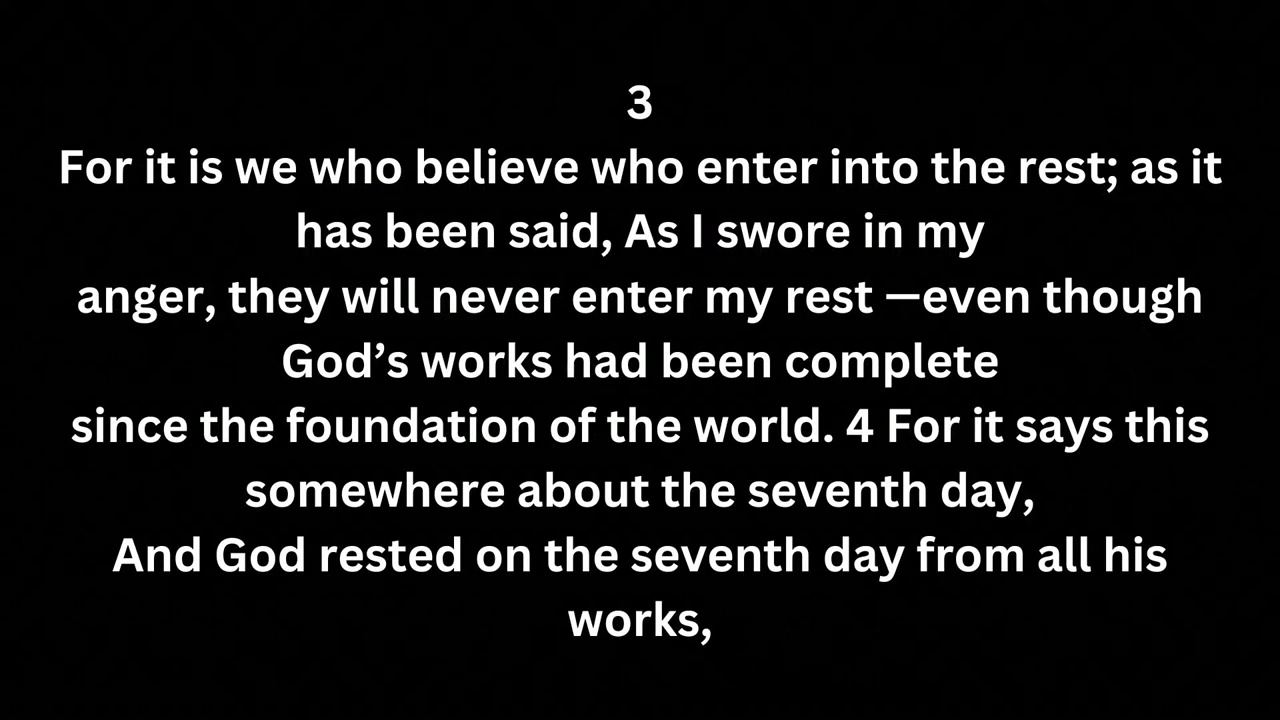 3
For it is we who believe who enter into the rest; as it
has been said, As I swore in my
anger, they will never enter my rest —even though
God’s works had been complete
since the foundation of the world. 4 For it says this
somewhere about the seventh day,
And God rested on the seventh day from all his
works,